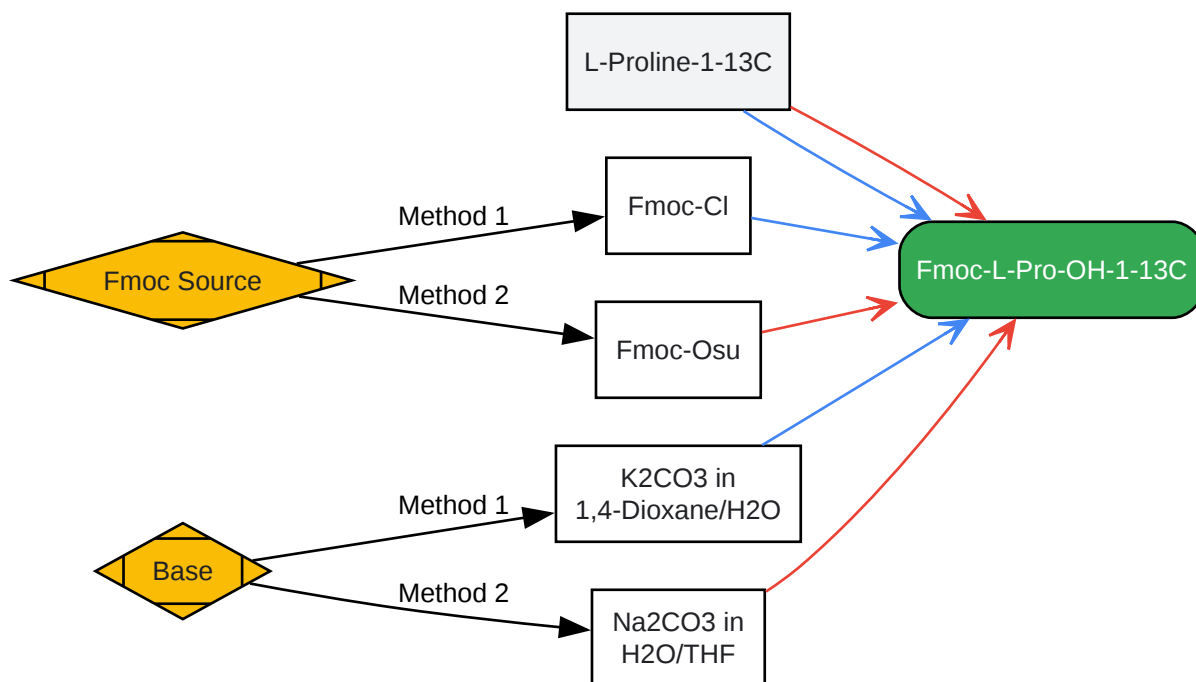 L-Proline-1-13C
Method 1
Fmoc-Cl
Fmoc Source
Fmoc-L-Pro-OH-1-13C
Method 2
Fmoc-Osu
K2CO3 in
1,4-Dioxane/H2O
Method 1
Base
Method 2
Na2CO3 in
H2O/THF